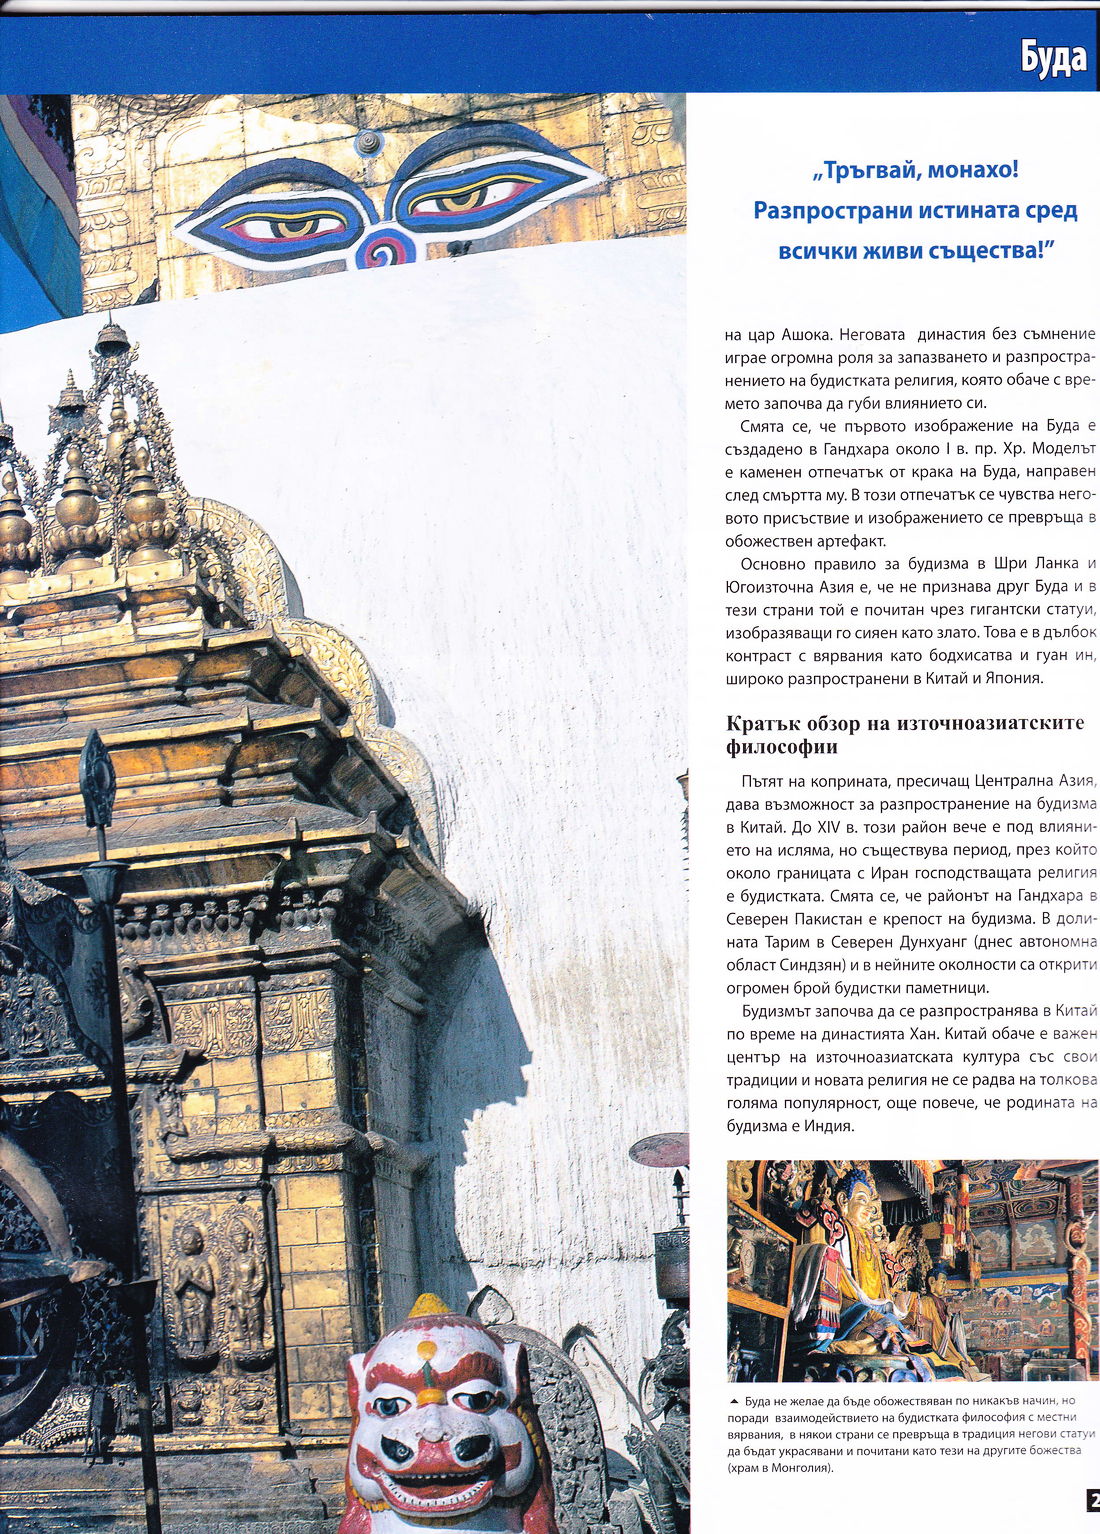 Буда
„Тръгвай, монахо!
Разпространи истината сред
всички живи същества!”
на цар Ашока. Неговата династия без съмнение
играе огромна роля за запазването и разпростра-
нението на будистката религия, която обаче с вре-
мето започва да губи влиянието си.
Смята се, че първото изображение на Буда е
създадено в Гандхара около I в. пр. Хр. Моделът
е каменен отпечатък от крака на Буда, направен
след смъртта му. В този отпечатък се чувства него-
вото присъствие и изображението се превръща в
обожествен артефакт.
Основно правило за будизма в Шри Ланка и
Югоизточна Азия е, че не признава друг Буда и в
тези страни той е почитан чрез гигантски статуи,
изобразяващи го сияен като злато. Това е в дълбок
контраст с вярвания като бодхисатва и гуан ин,
широко разпространени в Китай и Япония.
Кратък обзор на източноазиатските
философии
Пътят на коприната, пресичащ Централна Азия,
дава възможност за разпространение на будизма
в Китай. До XIV в. този район вече е под влияни-
ето на исляма, но съществува период, през който
около границата с Иран господстващата религия
е будистката. Смята се, че районът на Гандхара в
Северен Пакистан е крепост на будизма. В доли-
ната Тарим в Северен Дунхуанг (днес автономна
област Синдзян) и в нейните околности са открити
огромен брой будистки паметници.
Будизмът започва да се разпространява в Китай
по време на династията Хан. Китай обаче е важен
център на източноазиатската култура със свои
традиции и новата религия не се радва на толкова
голяма популярност, още повече, че родината на
будизма е Индия.
Буда не желае да бъде обожествяван по никакъв начин, но
поради взаимодействието на будистката философия с местни
вярвания, в някои страни се превръща в традиция негови статуи
да бъдат украсявани и почитани като тези на другите божества
(храм в Монголия).
2